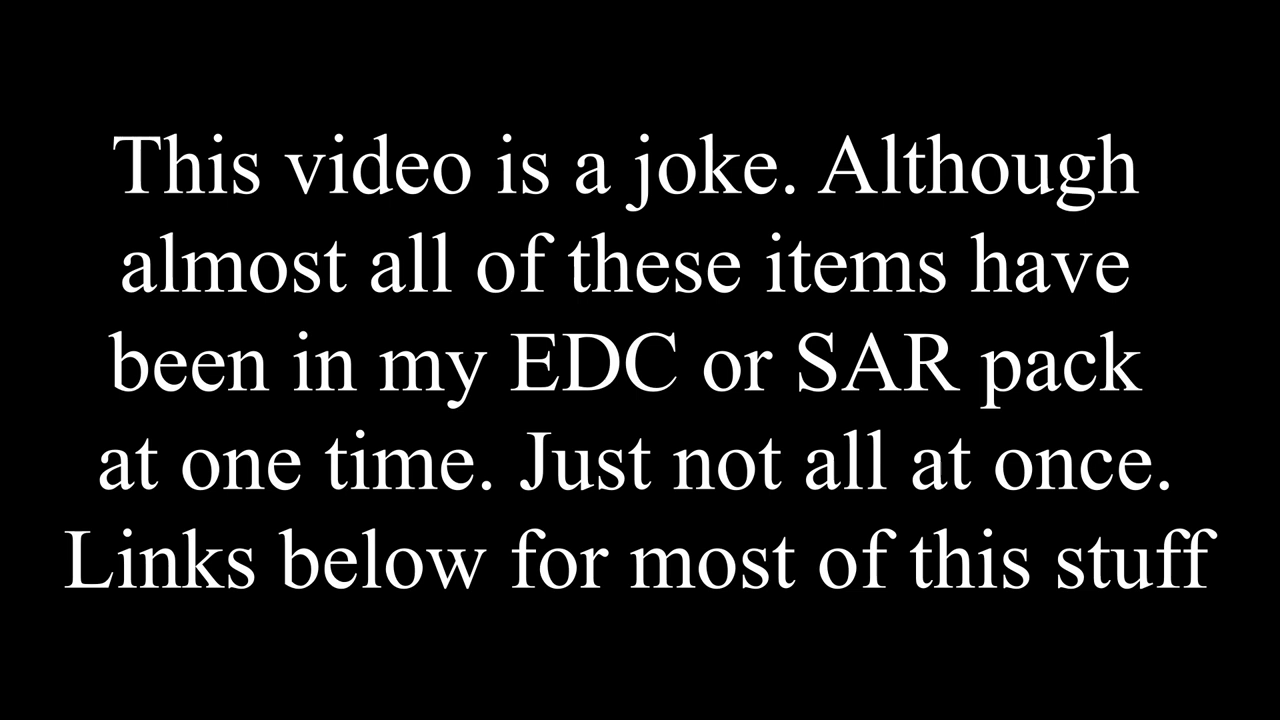 This video is a joke. Although
almost all of these items have
been in my EDC or SAR pack
at one time. Just not all at once.
Links below for most of this stuff